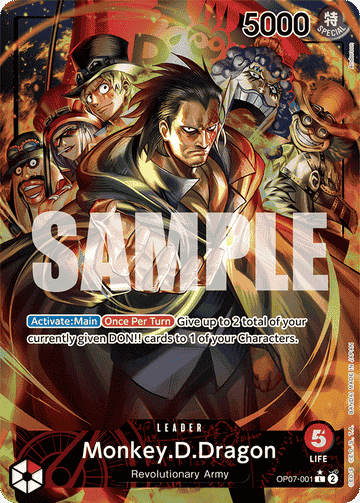 5000
特
SPECIAL
SAMPLE
Activate:Main Once Per Turn Give up to 2 total of your
currently given DON!! cards to 1 of your Characters.
LEADER
Monkey.D.Dragon
Revolutionary Army
5
LIFE
OP07-001 L 2